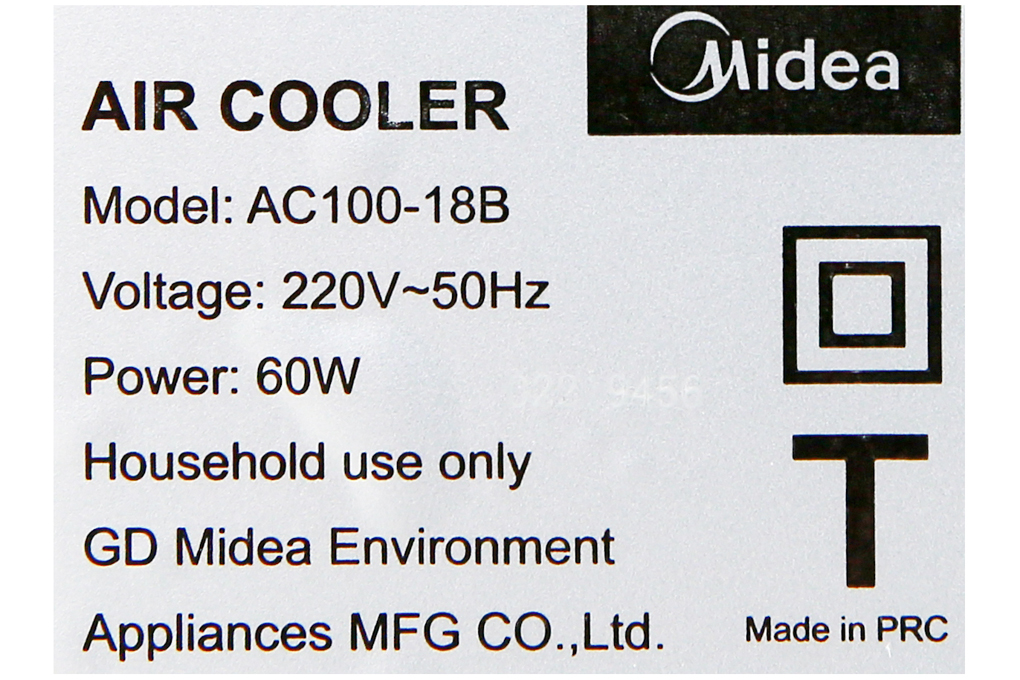 Midea
AIR COOLER
Model: AC100-18B
Voltage: 220V~50Hz
Power: 60W
Household use only
GD Midea Environment
Appliances MFG CO.,Ltd.
T
Made in PRC